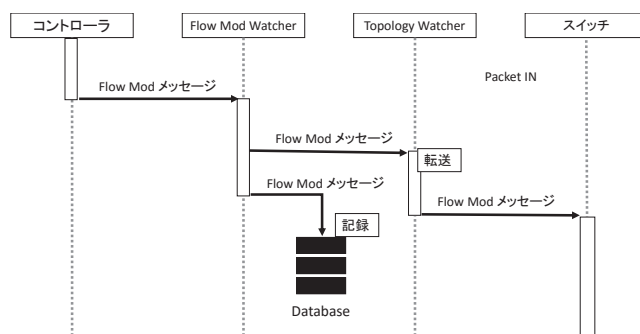 コントローラ
Flow Mod Watcher
Topology Watcher
スイッチ
Packet IN
Flow Mod メッセージ
Flow Mod メッセージ
転送
Flow Mod メッセージ
Flow Mod メッセージ
記録
Database